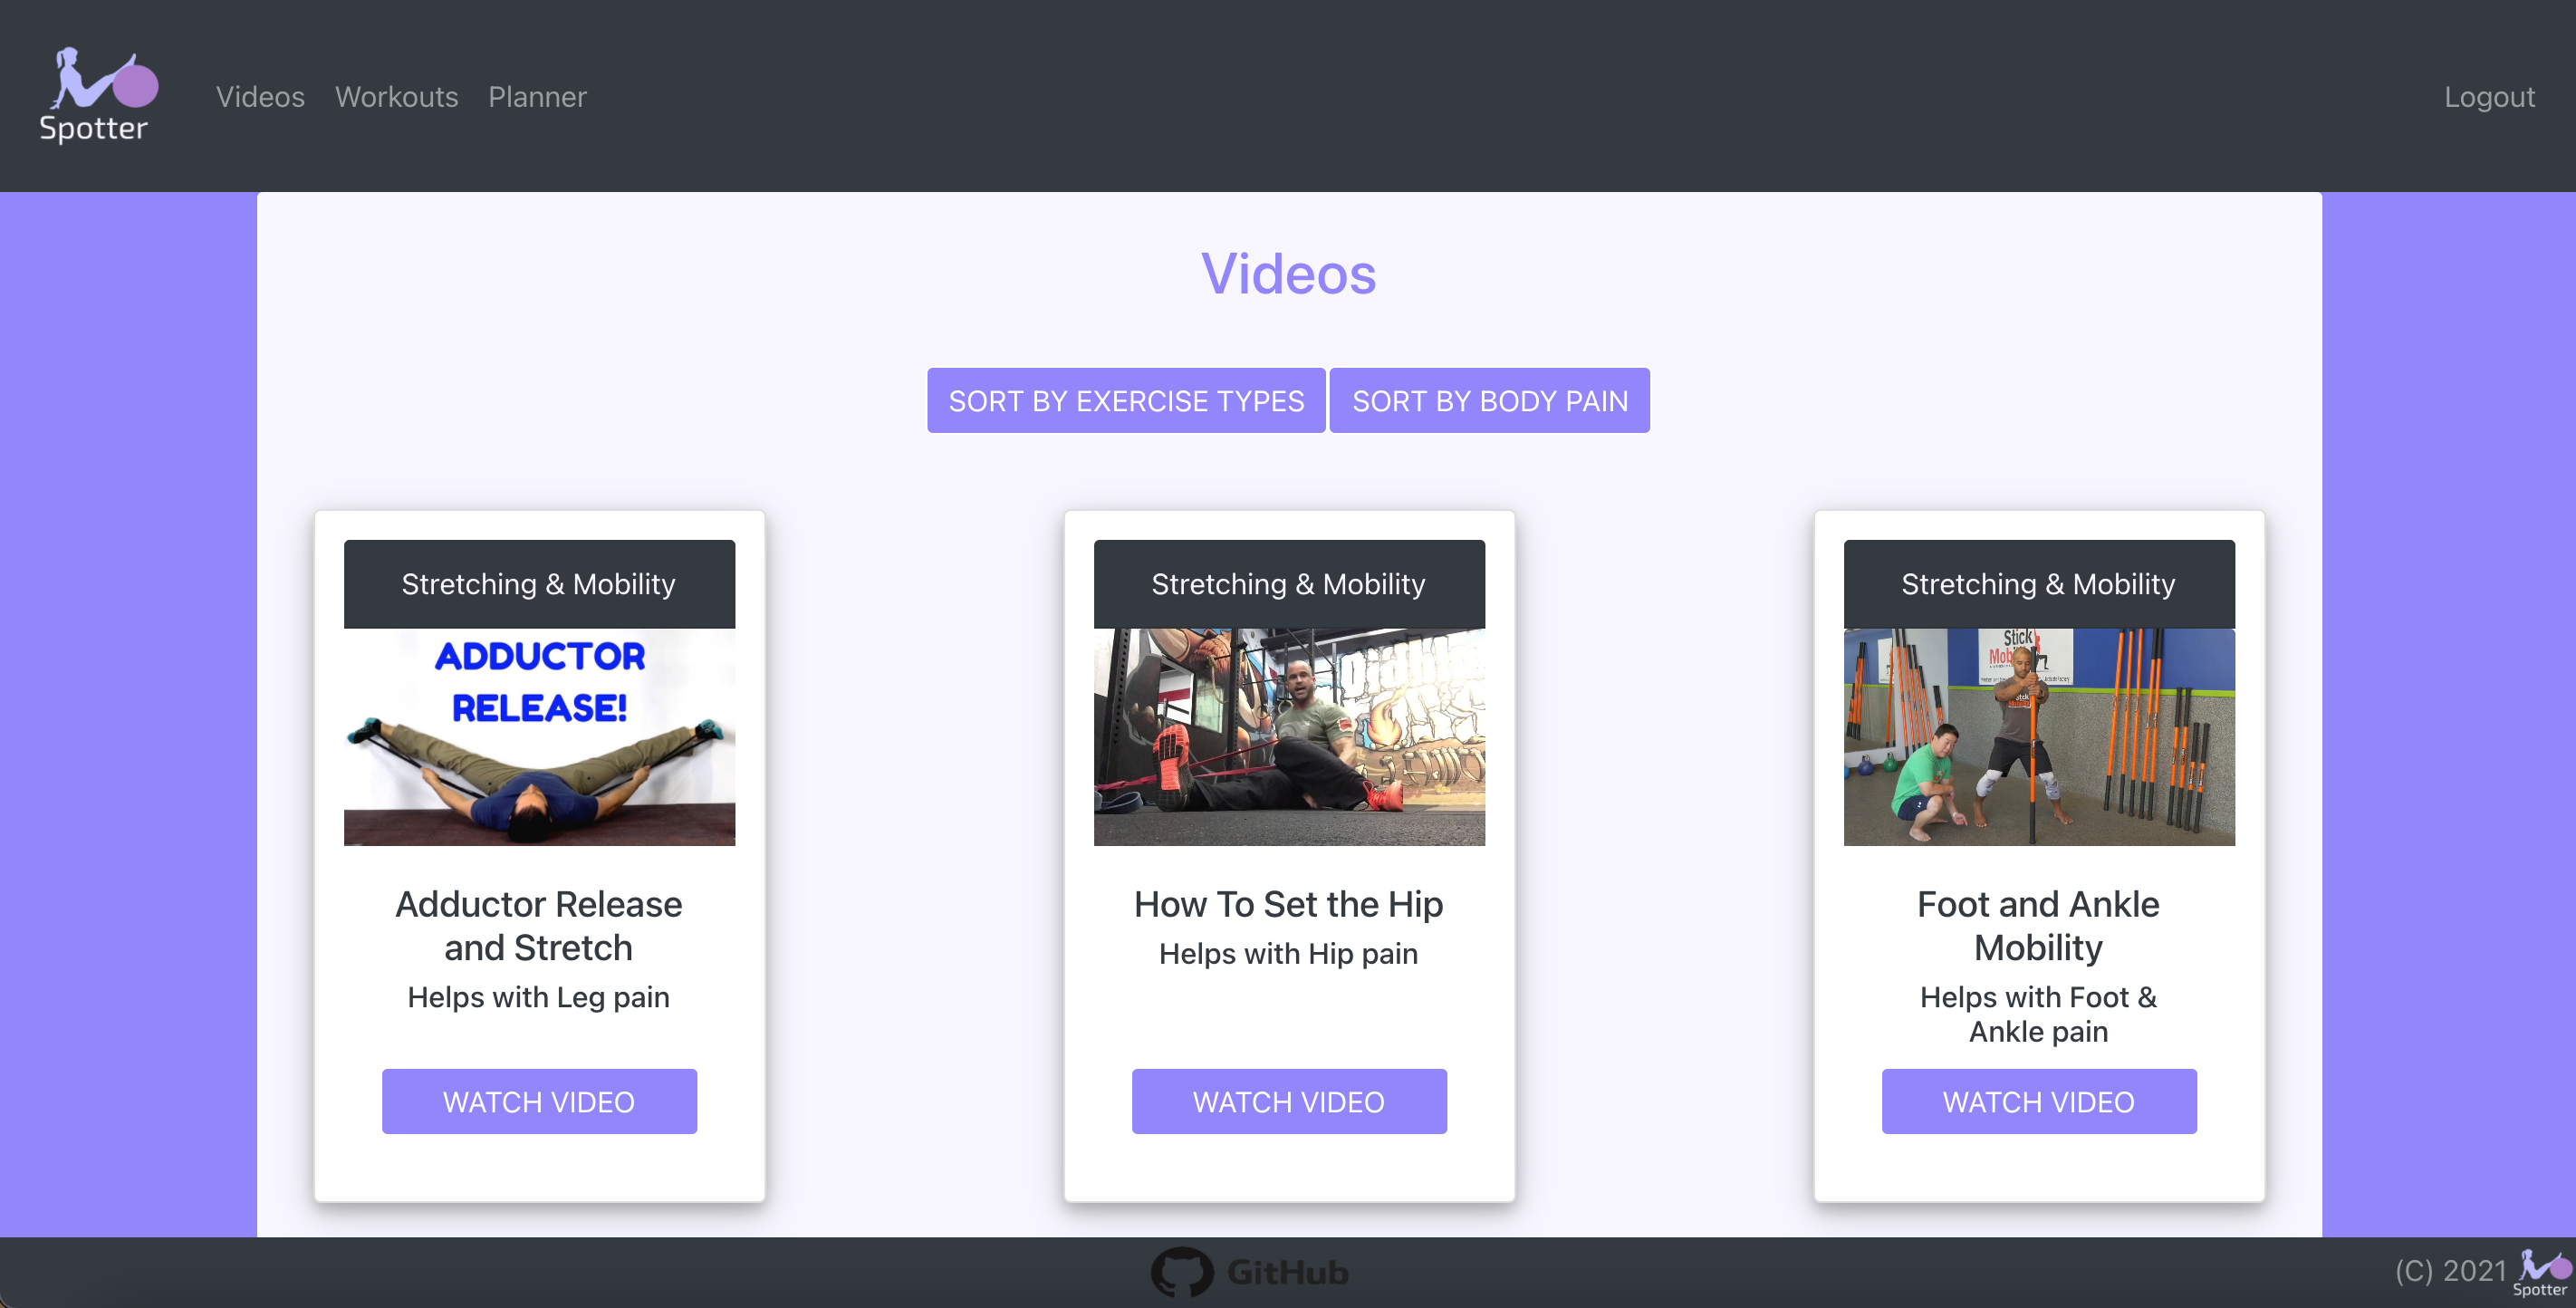 Spotter
Videos Workouts Planner
Logout
Videos
SORT BY EXERCISE TYPES SORT BY BODY PAIN
Stretching & Mobility
ADDUCTOR
RELEASE!
Adductor Release
and Stretch
Helps with Leg pain
WATCH VIDEO
Stretching & Mobility
How To Set the Hip
Helps with Hip pain
WATCH VIDEO
Stretching & Mobility
Stick
Foot and Ankle
Mobility
Helps with Foot &
Ankle pain
WATCH VIDEO
GitHub
(C) 2021
Spotter